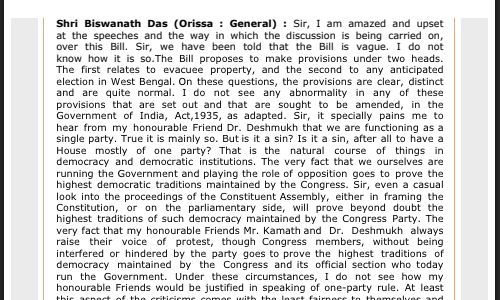 Shri Biswanath Das (Orissa : General) : Sir, I am amazed and upset
at the speeches and the way in which the discussion is being carried on,
over this Bill. Sir, we have been told that the Bill is vague. I do not
know how it is so.The Bill proposes to make provisions under two heads.
The first relates to evacuee property, and the second to any anticipated
election in West Bengal. On these questions, the provisions are clear, distinct
and are quite normal. I do not see any abnormality in any of these
provisions that are set out and that are sought to be amended, in the
Government of India, Act,1935, as adapted. Sir, it specially pains me to
hear from my honourable Friend Dr. Deshmukh that we are functioning as a
single party. True it is mainly so. But is it a sin? Is it a sin, after all to have a
House mostly of one party? That is the natural course of things in
democracy and democratic institutions. The very fact that we ourselves are
running the Government and playing the role of opposition goes to prove the
highest democratic traditions maintained by the Congress. Sir, even a casual
look into the proceedings of the Constituent Assembly, either in framing the
Constitution, or on the parliamentary side, will prove beyond doubt the
highest traditions of such democracy maintained by the Congress Party. The
very fact that my honourable Friends Mr. Kamath and Dr. Deshmukh always
raise their voice of protest, though Congress members, without being
interfered or hindered by the party goes to prove the highest traditions of
democracy maintained by the Congress and its official section who today
run the Government. Under these circumstances, I do not see how my
honourable Friends would be justified in speaking of one-party rule. At least
this aspect of the criticisms comes with the least fairness to themselves and